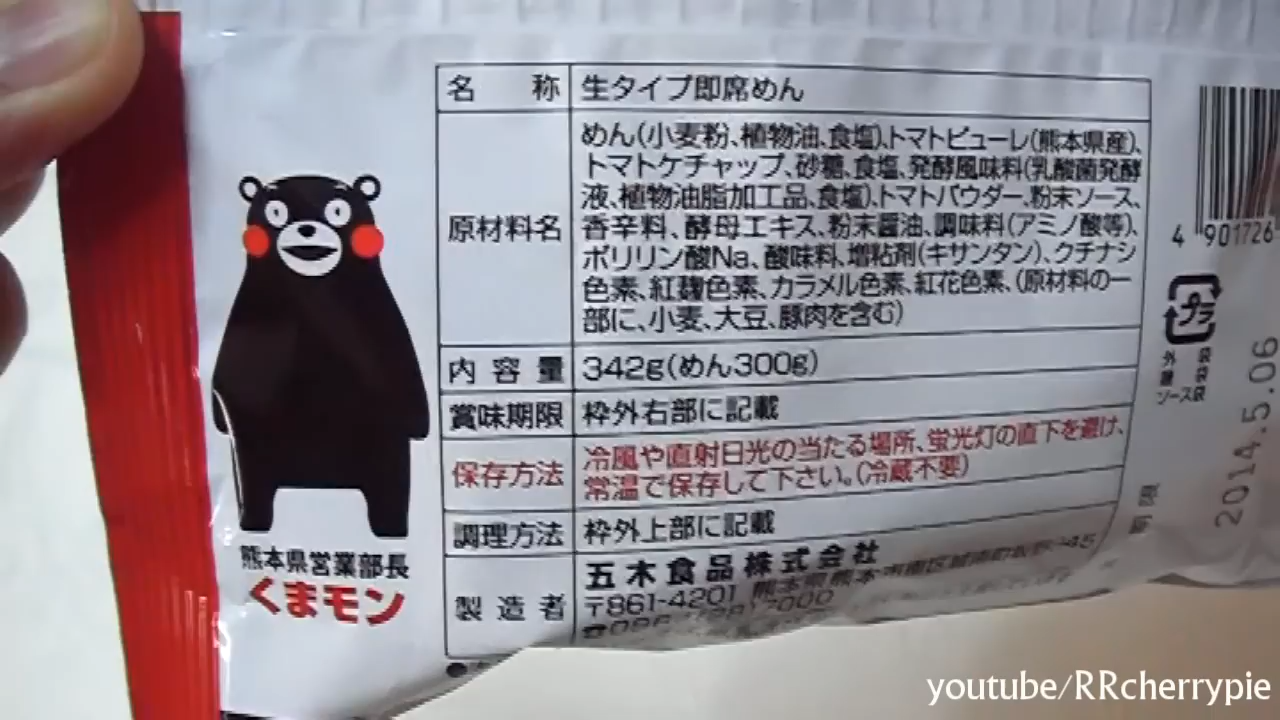 名称 生タイプ即席めん
原材料名
めん(小麦粉、植物油、食塩)、トマトピューレ(熊本県産)、
トマトケチャップ、砂糖、食塩、発酵風味料(乳酸菌発酵
液、植物油脂加工品、食塩)、トマトパウダー、粉末ソース、
香辛料、酵母エキス、粉末醤油、調味料(アミノ酸等)、
ポリリン酸Na、酸味料、増粘剤(キサンタン)、クチナシ
色素、紅麹色素、カラメル色素、紅花色素、(原材料の一
部に、小麦、大豆、豚肉を含む)
内容量 342g(めん300g)
賞味期限 枠外右部に記載
保存方法
冷風や直射日光の当たる場所、蛍光灯の直下を避け、
常温で保存して下さい。(冷蔵不要)
調理方法 枠外上部に記載
製造者
五木食品株式会社
〒861-4201 熊本県熊本市南区城南町
熊本県営業部長
くまモン
4 901726
プラ
外袋
ソース袋
期限
2014.5.06
youtube/RRcherrypie